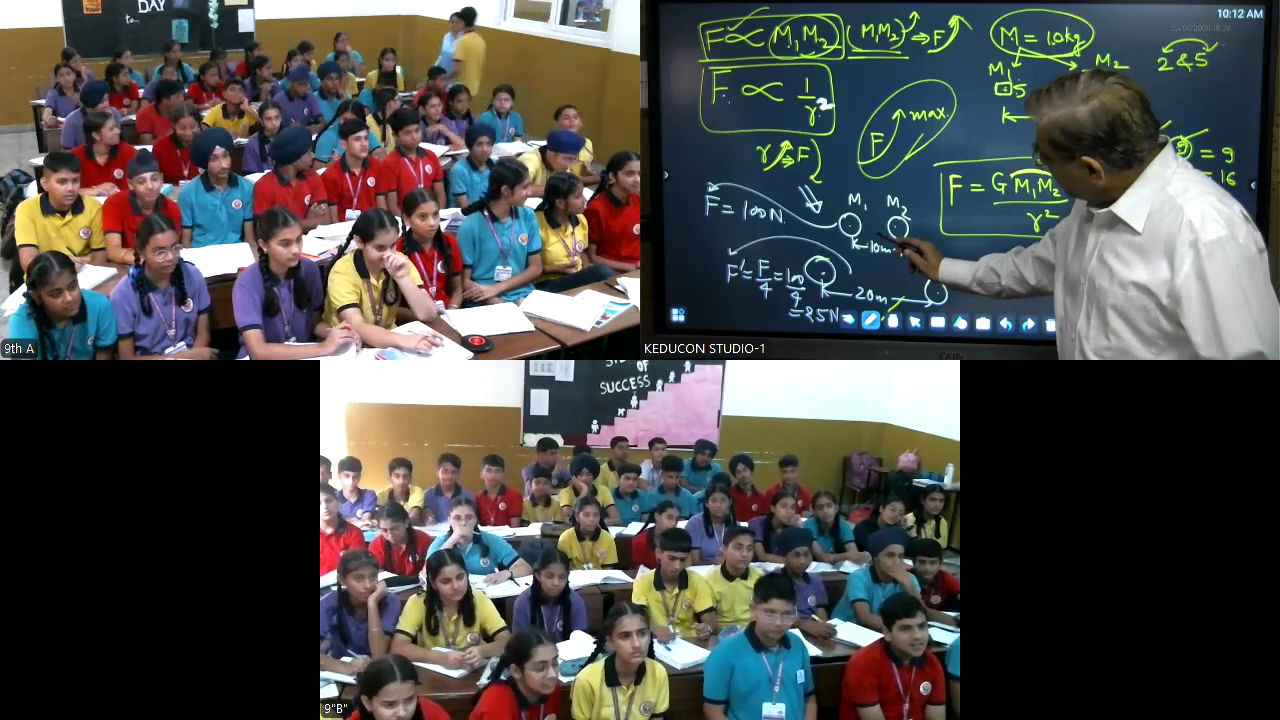 DAY
to...
9th A
10:12 AM
F ∝ M₁M₂ (M₁M₂)↑ ⇒ F↑
M = 10kg
M₁ M₂
5
2 & 5
F ∝ 1/r²
F↑ max.
r↑ ⇒ F↓
= 9
= 16
F = G M₁M₂ / r²
M₁ M₂
F = 100N
10m
F' = F/4 = 100/4
20m
= 25N
KEDUCON STUDIO-1
OF
SUCCESS
9"B"